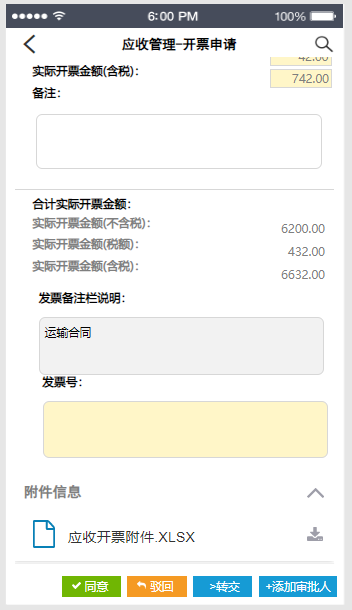 6:00 PM 100%
应收管理-开票申请
42.00
实际开票金额(含税)： 742.00
备注：
合计实际开票金额：
实际开票金额(不含税)： 6200.00
实际开票金额(税额)： 432.00
实际开票金额(含税)： 6632.00
发票备注栏说明：
运输合同
发票号：
附件信息
应收开票附件.XLSX
同意 驳回 >转交 +添加审批人